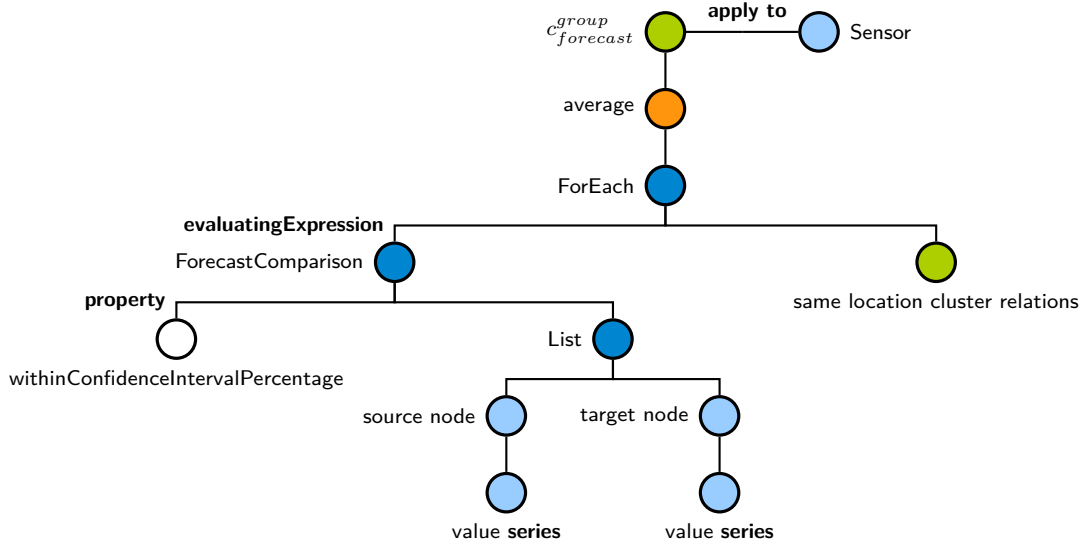 apply to
$c^{group}_{forecast}$
Sensor
average
ForEach
evaluatingExpression
ForecastComparison
property
same location cluster relations
List
withinConfidenceIntervalPercentage
source node
target node
value series
value series